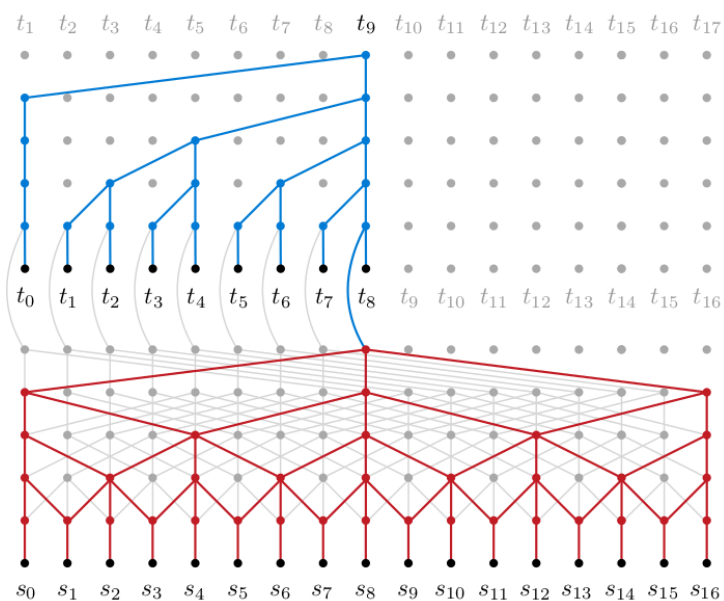 t₁ t₂ t₃ t₄ t₅ t₆ t₇ t₈ t₉ t₁₀ t₁₁ t₁₂ t₁₃ t₁₄ t₁₅ t₁₆ t₁₇
t₀ t₁ t₂ t₃ t₄ t₅ t₆ t₇ t₈ t₉ t₁₀ t₁₁ t₁₂ t₁₃ t₁₄ t₁₅ t₁₆
s₀ s₁ s₂ s₃ s₄ s₅ s₆ s₇ s₈ s₉ s₁₀ s₁₁ s₁₂ s₁₃ s₁₄ s₁₅ s₁₆